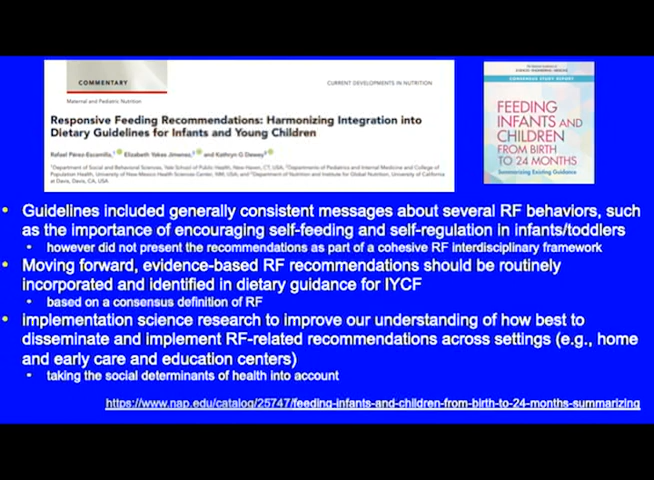 COMMENTARY
CURRENT DEVELOPMENTS IN NUTRITION
Maternal and Pediatric Nutrition
Responsive Feeding Recommendations: Harmonizing Integration into
Dietary Guidelines for Infants and Young Children
Rafael Pérez-Escamilla, Elizabeth Yakes Jimenez, and Kathryn G Dewey
Department of Social and Behavioral Sciences, Yale School of Public Health, New Haven, CT, USA; Departments of Pediatrics and Internal Medicine and College of
Population Health, University of New Mexico Health Sciences Center, NM, USA; and Department of Nutrition and Institute for Global Nutrition, University of California
at Davis, Davis, CA, USA
CONSENSUS STUDY REPORT
FEEDING
INFANTS AND
CHILDREN
FROM BIRTH
TO 24 MONTHS
Summarizing Existing Guidance
• Guidelines included generally consistent messages about several RF behaviors, such
as the importance of encouraging self-feeding and self-regulation in infants/toddlers
• however did not present the recommendations as part of a cohesive RF interdisciplinary framework
• Moving forward, evidence-based RF recommendations should be routinely
incorporated and identified in dietary guidance for IYCF
• based on a consensus definition of RF
• implementation science research to improve our understanding of how best to
disseminate and implement RF-related recommendations across settings (e.g., home
and early care and education centers)
• taking the social determinants of health into account
https://www.nap.edu/catalog/25747/feeding-infants-and-children-from-birth-to-24-months-summarizing